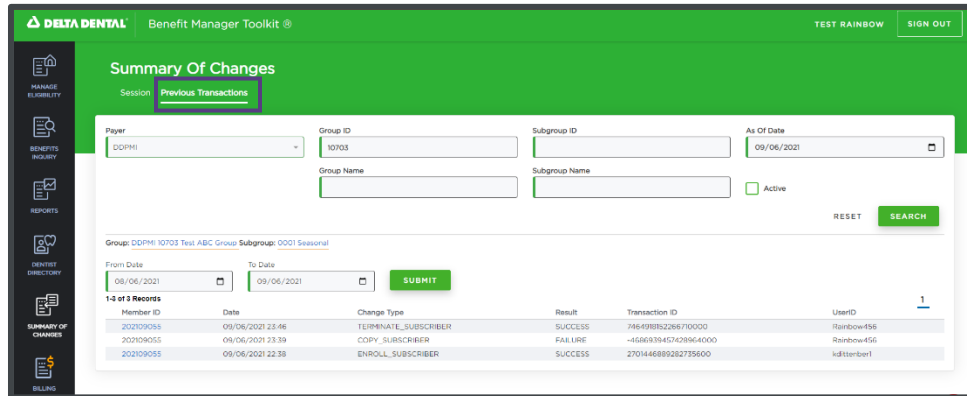 DELTA DENTAL Benefit Manager Toolkit ® TEST RAINBOW SIGN OUT
MANAGE
ELIGIBILITY
BENEFITS
INQUIRY
REPORTS
DENTIST
DIRECTORY
SUMMARY OF
CHANGES
BILLING
Summary Of Changes
Session Previous Transactions
Payer Group ID Subgroup ID As Of Date
DDPMI 10703 09/06/2021
Group Name Subgroup Name
Active
RESET SEARCH
Group: DDPMI 10703 Test ABC Group Subgroup: 0001 Seasonal
From Date To Date
08/06/2021 09/06/2021 SUBMIT
1-3 of 3 Records 1
Member ID Date Change Type Result Transaction ID UserID
202109055 09/06/2021 23:46 TERMINATE_SUBSCRIBER SUCCESS 7464918152266710000 Rainbow456
202109055 09/06/2021 23:39 COPY_SUBSCRIBER FAILURE -4686939457428964000 Rainbow456
202109055 09/06/2021 22:38 ENROLL_SUBSCRIBER SUCCESS 2701446889282735600 kdittenber1